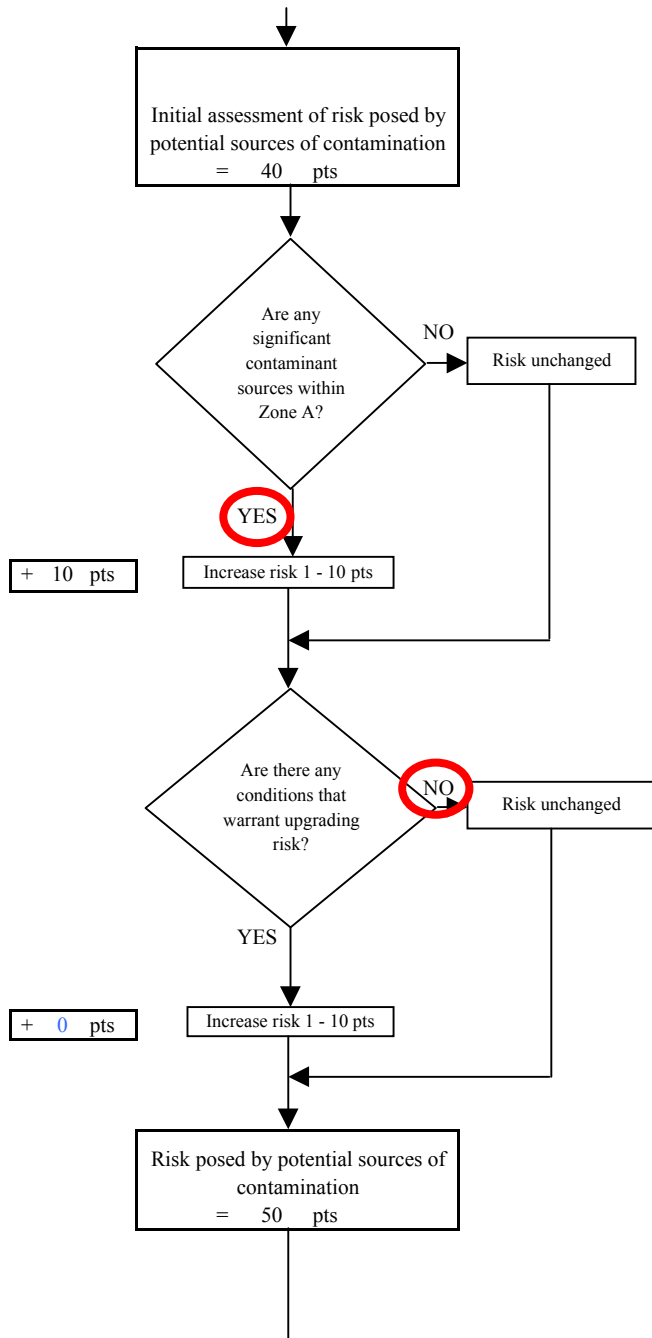 Initial assessment of risk posed by
potential sources of contamination
= 40 pts
Are any
significant
contaminant
sources within
Zone A?
NO
Risk unchanged
YES
+ 10 pts
Increase risk 1 - 10 pts
Are there any
conditions that
warrant upgrading
risk?
NO
Risk unchanged
YES
+ 0 pts
Increase risk 1 - 10 pts
Risk posed by potential sources of
contamination
= 50 pts